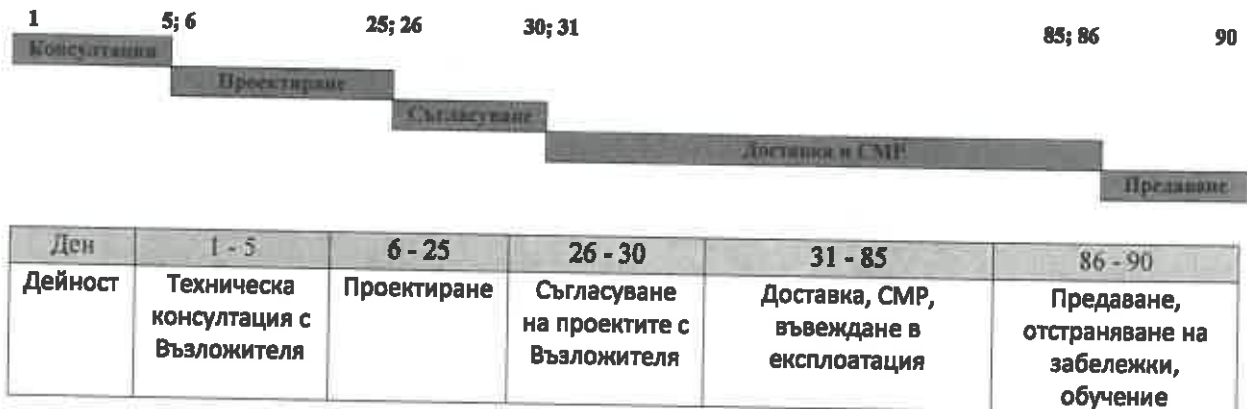 1 5; 6 25; 26 30; 31 85; 86 90
Консултация
Проектиране
Съгласуване
Доставка и СМР
Предаване
Ден 1 - 5 6 - 25 26 - 30 31 - 85 86 - 90
Дейност Техническа Проектиране Съгласуване Доставка, СМР, Предаване,
консултация с на проектите с въвеждане в отстраняване на
Възложителя Възложителя експлоатация забележки,
обучение